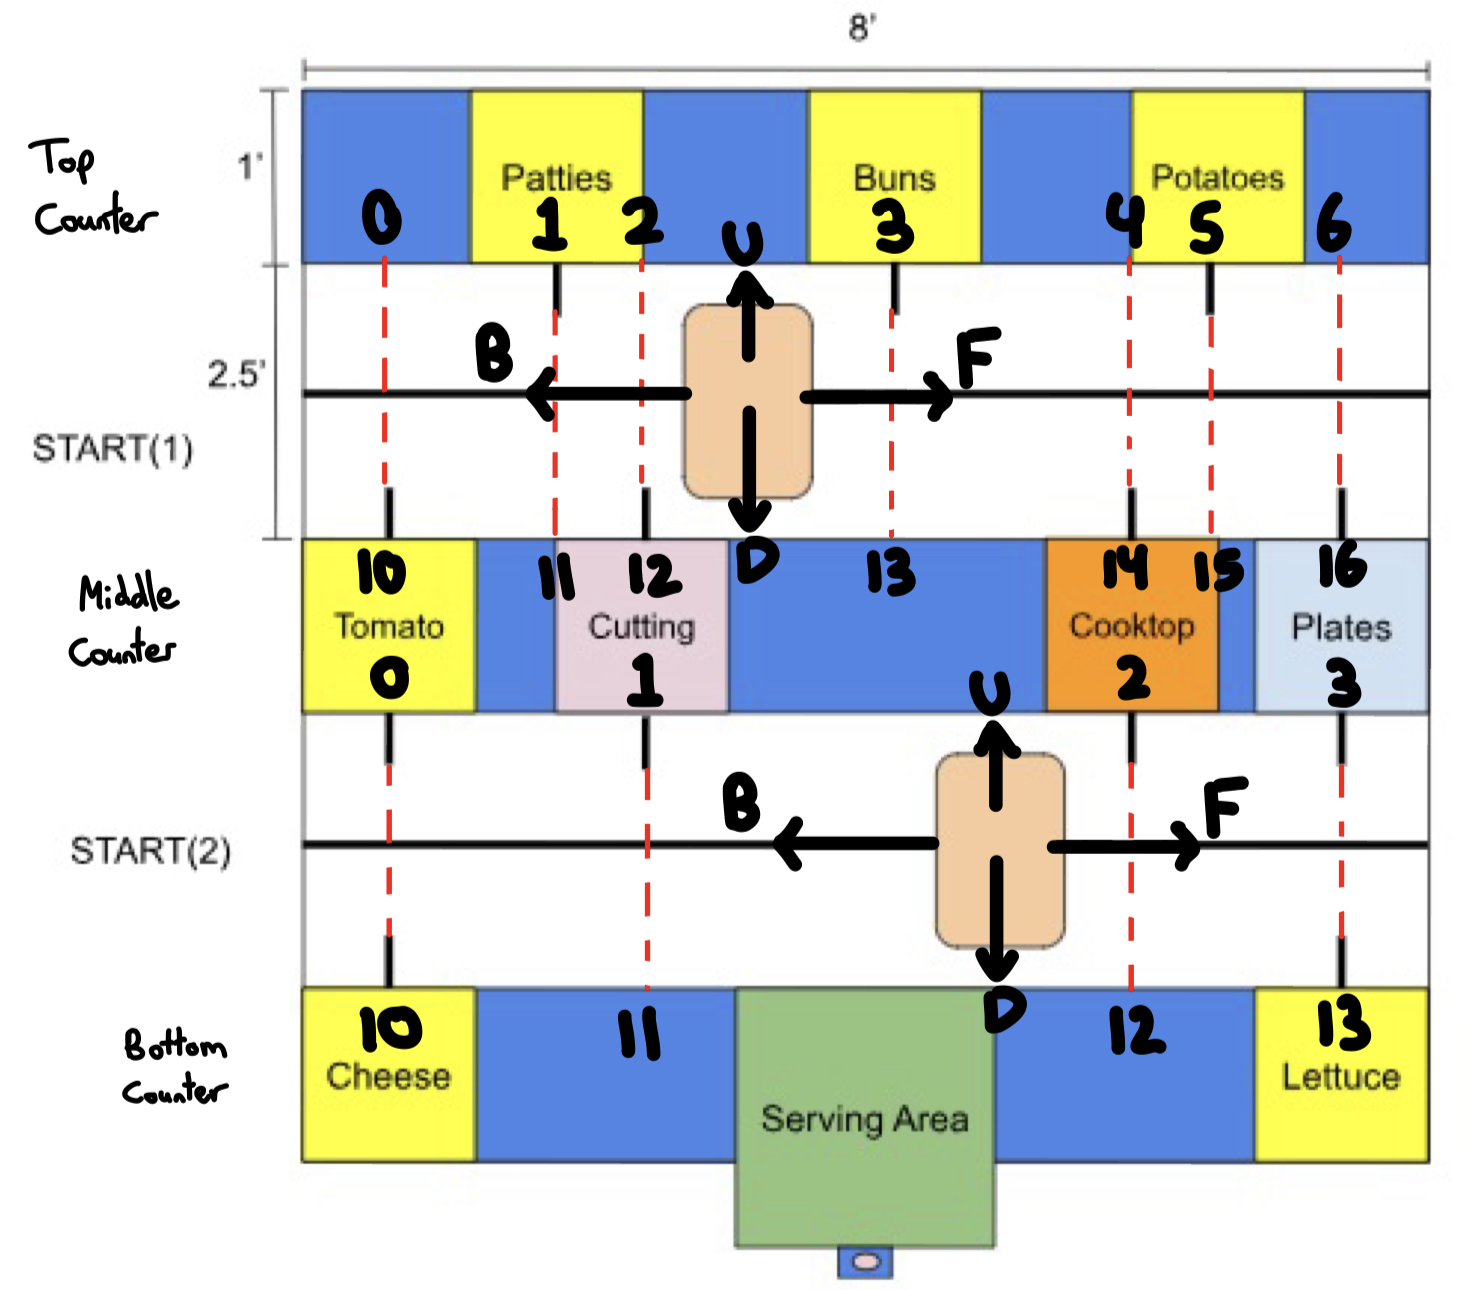 8'
Top
Counter
1'
Patties
Buns
Potatoes
0 1 2 U 3 4 5 6
2.5'
B F
START(1)
10 11 12 D 13 14 15 16
Middle
Counter
Tomato Cutting Cooktop Plates
0 1 U 2 3
B F
START(2)
10 11 D 12 13
Bottom
Counter
Cheese Lettuce
Serving Area